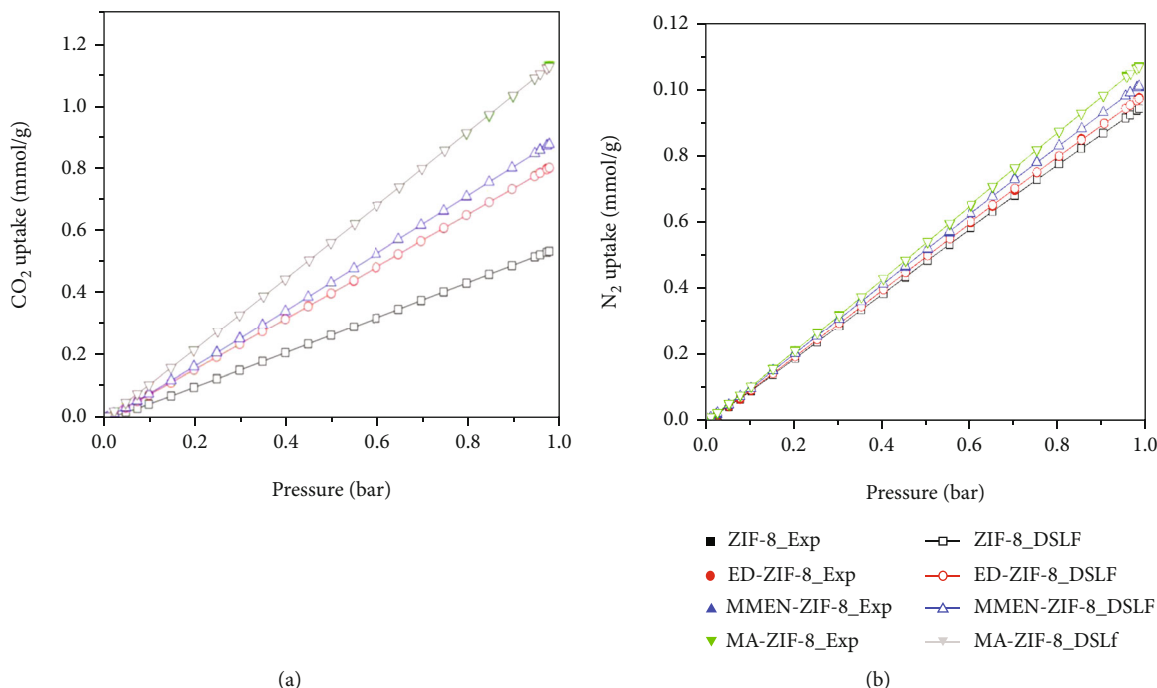 1.2
1.0
0.8
0.6
0.4
0.2
0.0
CO₂ uptake (mmol/g)
0.0 0.2 0.4 0.6 0.8 1.0
Pressure (bar)
(a)
0.12
0.10
0.08
0.06
0.04
0.02
0.0
N₂ uptake (mmol/g)
0.0 0.2 0.4 0.6 0.8 1.0
Pressure (bar)
ZIF-8_Exp ZIF-8_DSLF
ED-ZIF-8_Exp ED-ZIF-8_DSLF
MMEN-ZIF-8_Exp MMEN-ZIF-8_DSLF
MA-ZIF-8_Exp MA-ZIF-8_DSLf
(b)